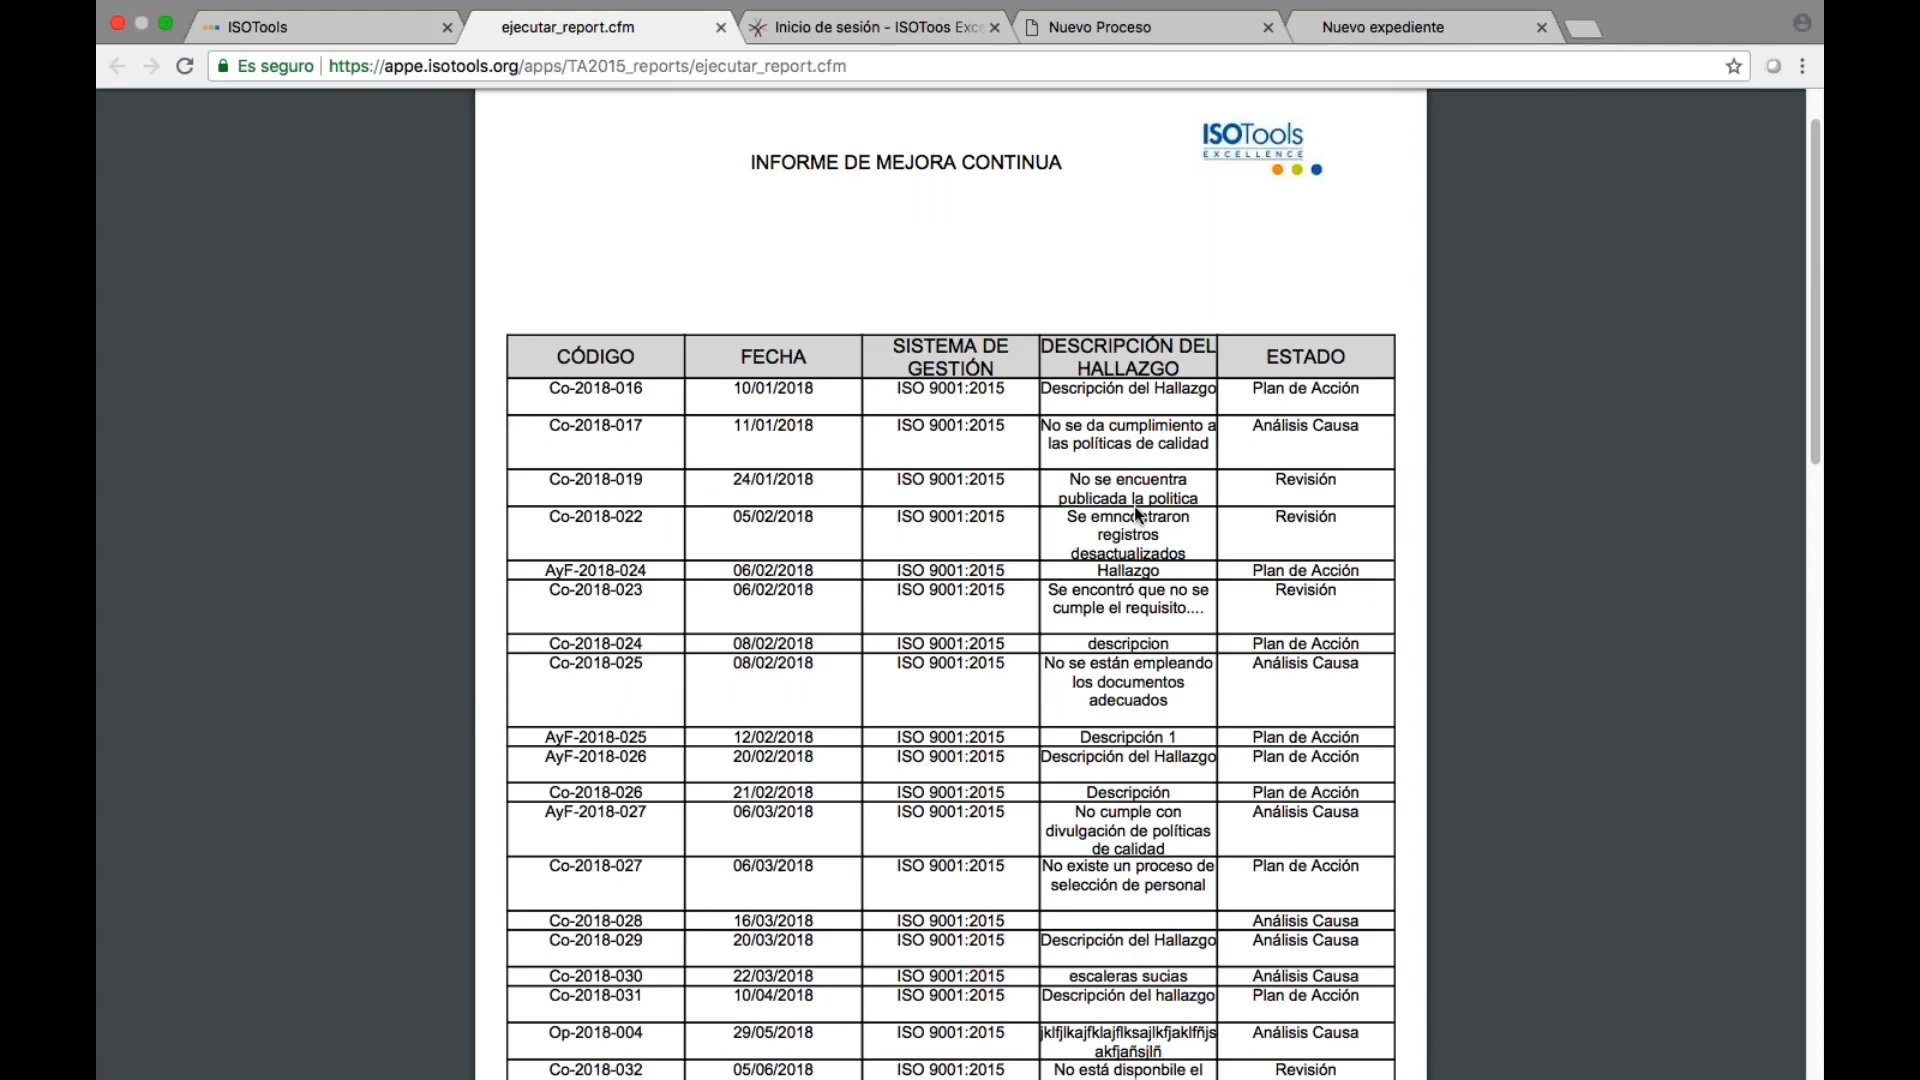 ISOTools
ejecutar_report.cfm
Inicio de sesión - ISOToos Exc
Nuevo Proceso
Nuevo expediente
Es seguro | https://appe.isotools.org/apps/TA2015_reports/ejecutar_report.cfm
ISOTools
EXCELLENCE
INFORME DE MEJORA CONTINUA
CÓDIGO FECHA SISTEMA DE GESTIÓN DESCRIPCIÓN DEL HALLAZGO ESTADO
Co-2018-016 10/01/2018 ISO 9001:2015 Descripción del Hallazgo Plan de Acción
Co-2018-017 11/01/2018 ISO 9001:2015 No se da cumplimiento a las políticas de calidad Análisis Causa
Co-2018-019 24/01/2018 ISO 9001:2015 No se encuentra publicada la politica Revisión
Co-2018-022 05/02/2018 ISO 9001:2015 Se emncontraron registros desactualizados Revisión
AyF-2018-024 06/02/2018 ISO 9001:2015 Hallazgo Plan de Acción
Co-2018-023 06/02/2018 ISO 9001:2015 Se encontró que no se cumple el requisito.... Revisión
Co-2018-024 08/02/2018 ISO 9001:2015 descripcion Plan de Acción
Co-2018-025 08/02/2018 ISO 9001:2015 No se están empleando los documentos adecuados Análisis Causa
AyF-2018-025 12/02/2018 ISO 9001:2015 Descripción 1 Plan de Acción
AyF-2018-026 20/02/2018 ISO 9001:2015 Descripción del Hallazgo Plan de Acción
Co-2018-026 21/02/2018 ISO 9001:2015 Descripción Plan de Acción
AyF-2018-027 06/03/2018 ISO 9001:2015 No cumple con divulgación de políticas de calidad Análisis Causa
Co-2018-027 06/03/2018 ISO 9001:2015 No existe un proceso de selección de personal Plan de Acción
Co-2018-028 16/03/2018 ISO 9001:2015 Análisis Causa
Co-2018-029 20/03/2018 ISO 9001:2015 Descripción del Hallazgo Análisis Causa
Co-2018-030 22/03/2018 ISO 9001:2015 escaleras sucias Análisis Causa
Co-2018-031 10/04/2018 ISO 9001:2015 Descripción del hallazgo Plan de Acción
Op-2018-004 29/05/2018 ISO 9001:2015 Análisis Causa
Co-2018-032 05/06/2018 ISO 9001:2015 No está disponbile el Revisión